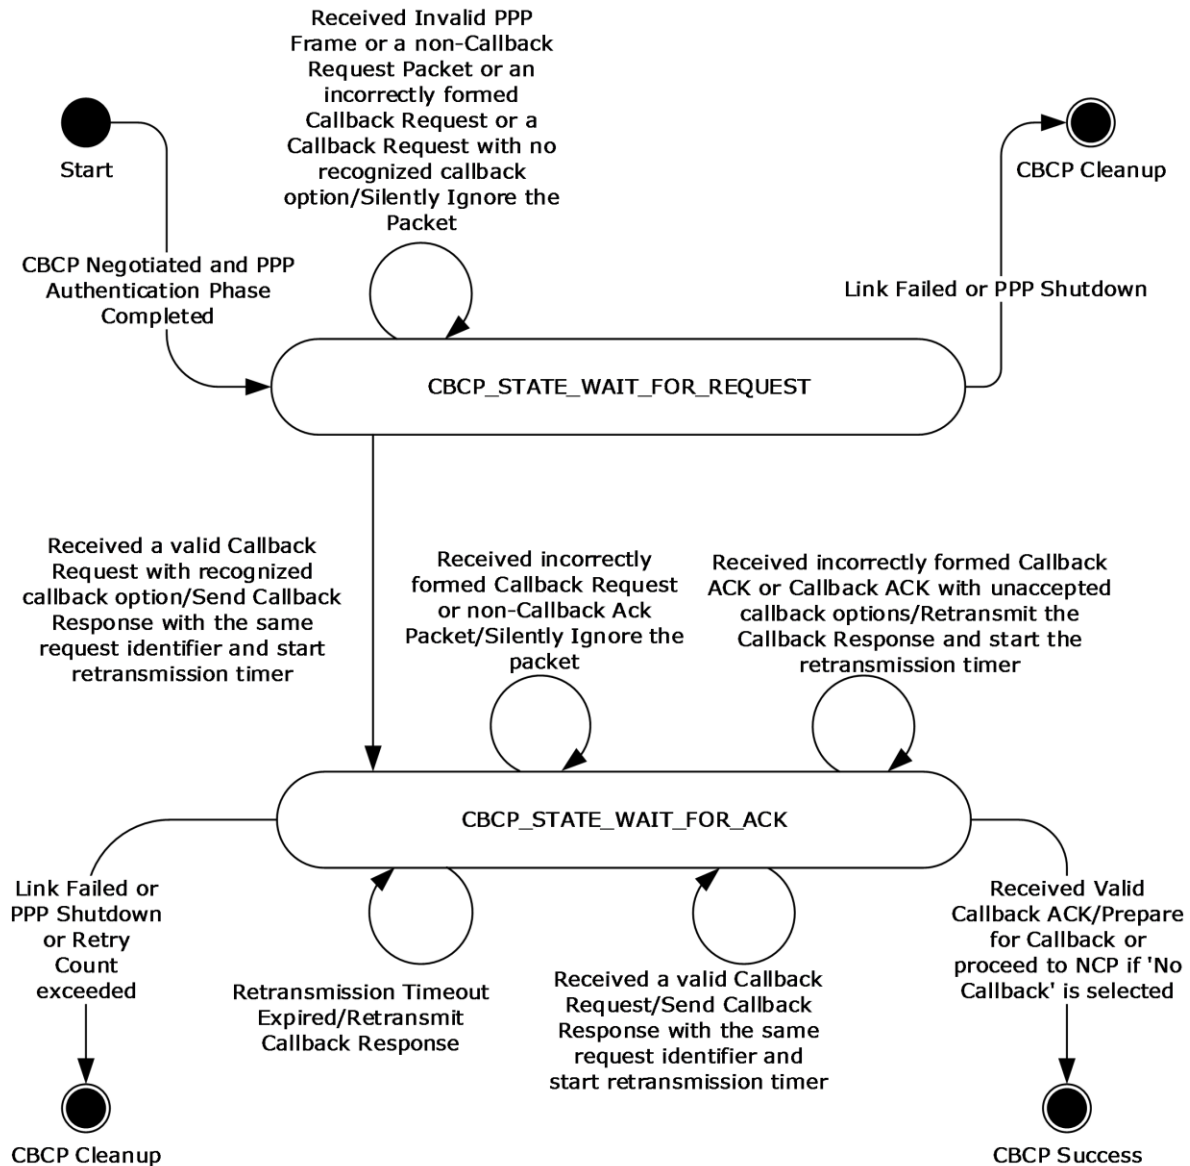 Received Invalid PPP
Frame or a non-Callback
Request Packet or an
incorrectly formed
Callback Request or a
Callback Request with no
recognized callback
option/Silently Ignore the
Packet
Start
CBCP Cleanup
CBCP Negotiated and PPP
Authentication Phase
Completed
Link Failed or PPP Shutdown
CBCP_STATE_WAIT_FOR_REQUEST
Received a valid Callback
Request with recognized
callback option/Send Callback
Response with the same
request identifier and start
retransmission timer
Received incorrectly
formed Callback Request
or non-Callback Ack
Packet/Silently Ignore the
packet
Received incorrectly formed Callback
ACK or Callback ACK with unaccepted
callback options/Retransmit the
Callback Response and start the
retransmission timer
CBCP_STATE_WAIT_FOR_ACK
Link Failed or
PPP Shutdown
or Retry
Count
exceeded
Retransmission Timeout
Expired/Retransmit
Callback Response
Received a valid Callback
Request/Send Callback
Response with the same
request identifier and
start retransmission timer
Received Valid
Callback ACK/Prepare
for Callback or
proceed to NCP if 'No
Callback' is selected
CBCP Cleanup
CBCP Success